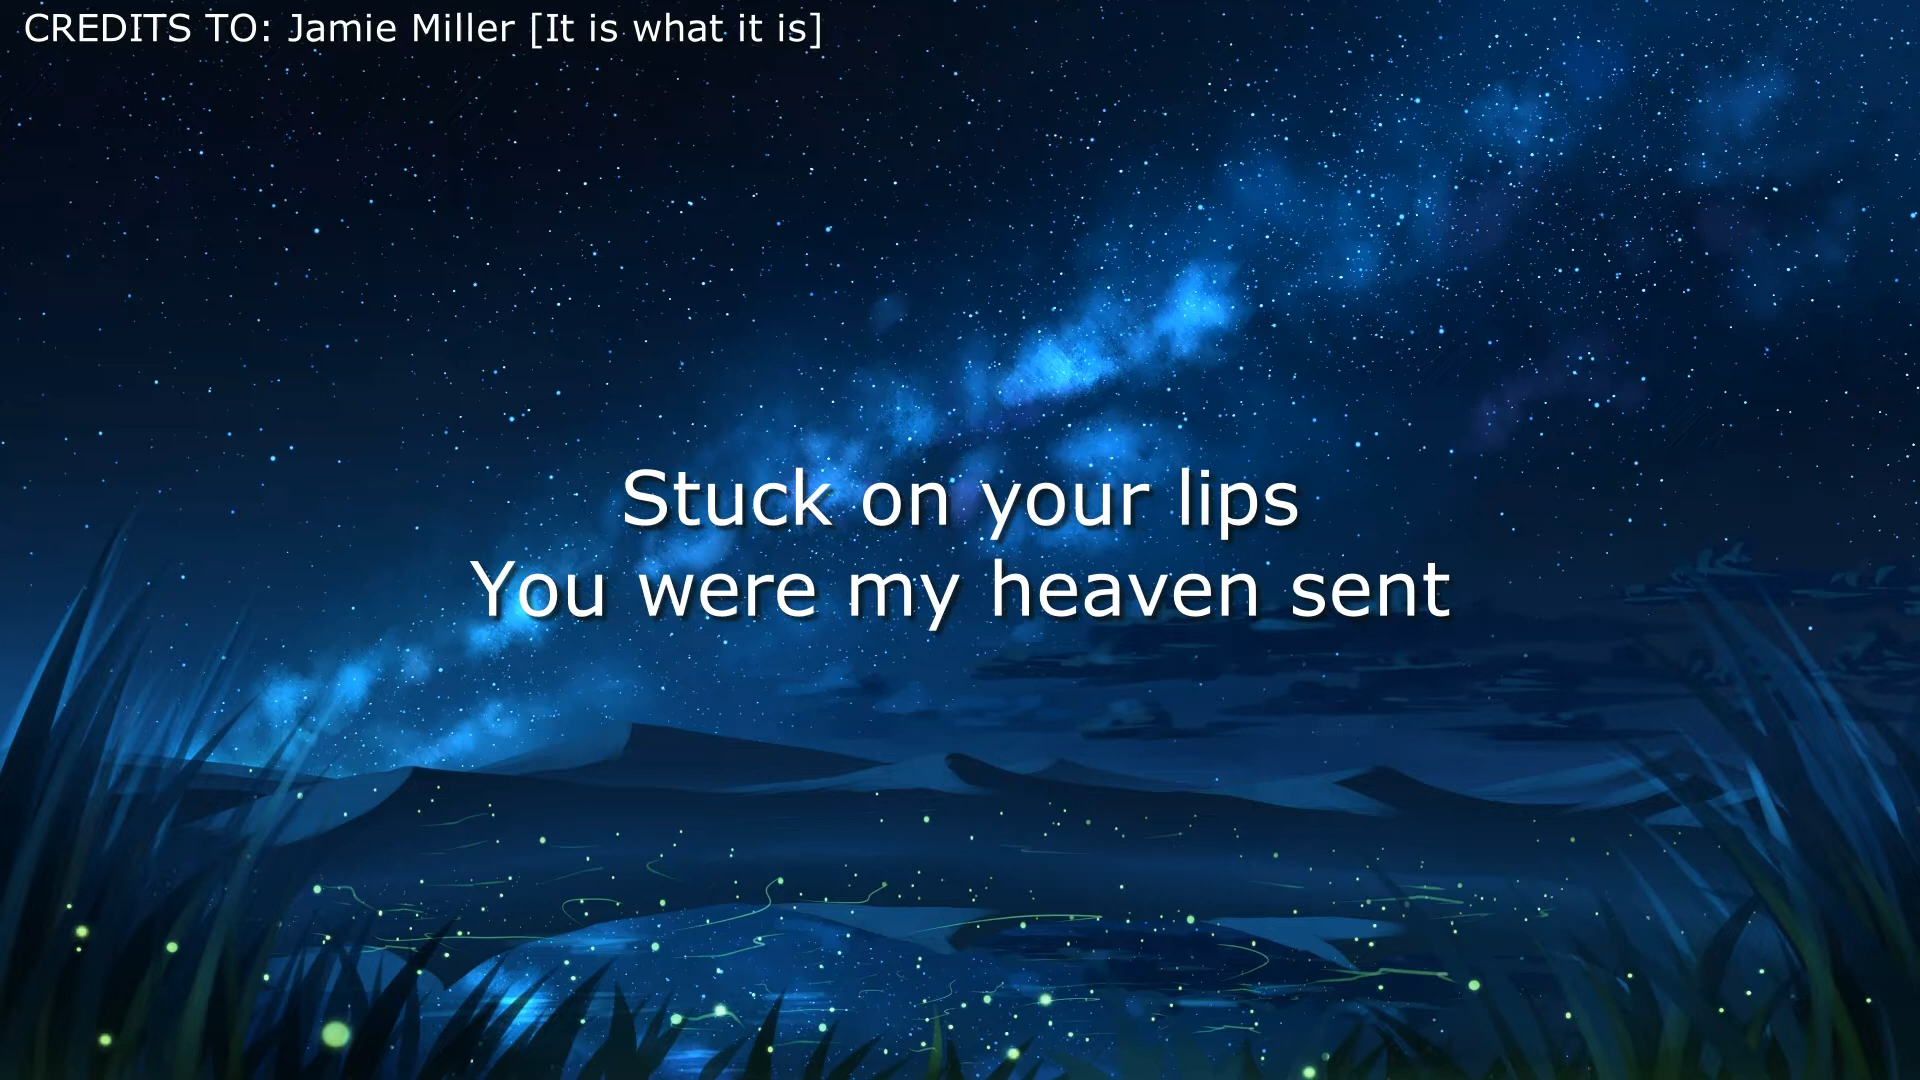 CREDITS TO: Jamie Miller [It is what it is]
Stuck on your lips
You were my heaven sent